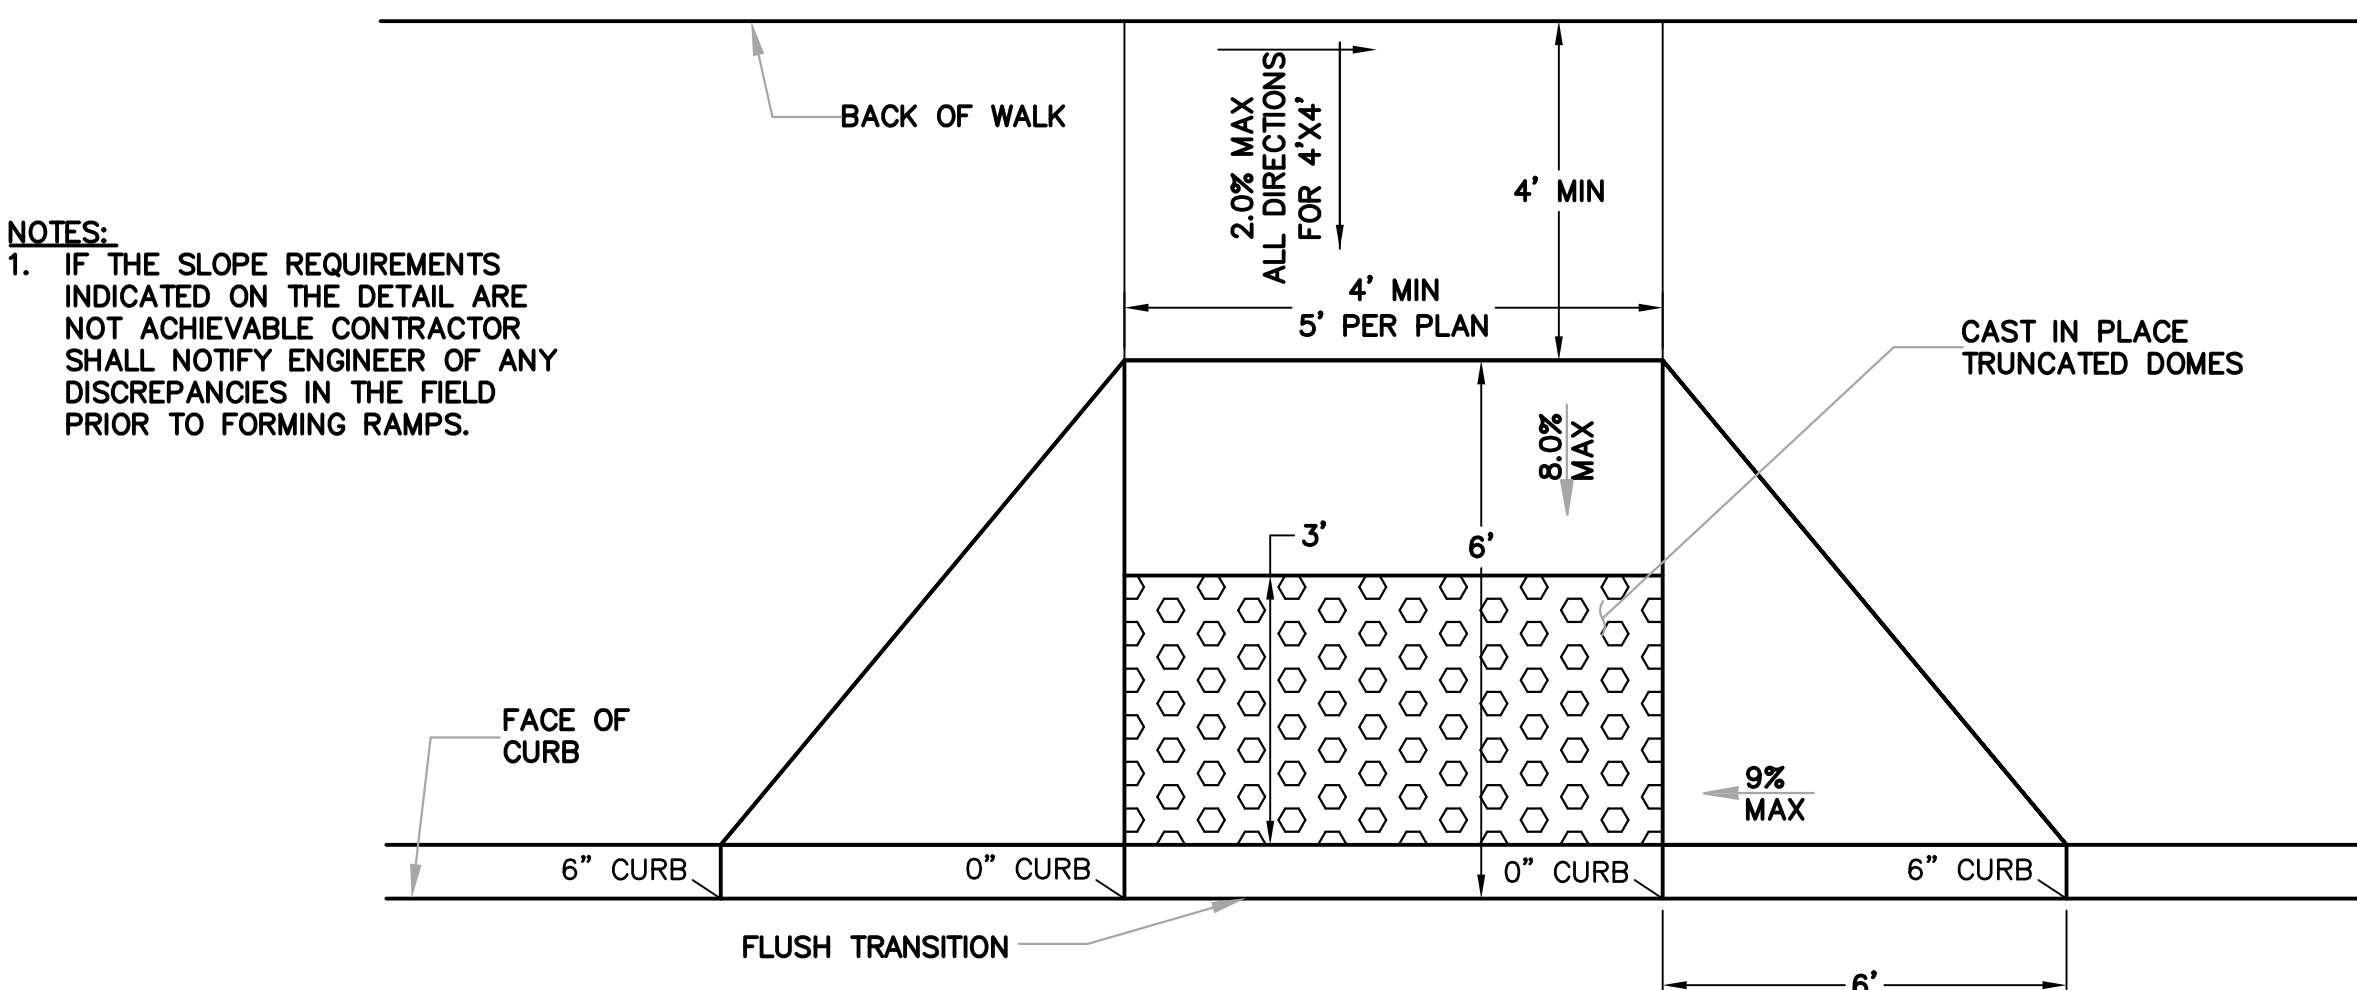 BACK OF WALK
2.0% MAX
ALL DIRECTIONS
FOR 4'X4'
4' MIN
4' MIN
5' PER PLAN
NOTES:
1. IF THE SLOPE REQUIREMENTS
INDICATED ON THE DETAIL ARE
NOT ACHIEVABLE CONTRACTOR
SHALL NOTIFY ENGINEER OF ANY
DISCREPANCIES IN THE FIELD
PRIOR TO FORMING RAMPS.
CAST IN PLACE
TRUNCATED DOMES
8.0%
MAX
3'
6'
FACE OF
CURB
9%
MAX
6" CURB
0" CURB
0" CURB
6" CURB
FLUSH TRANSITION
6'